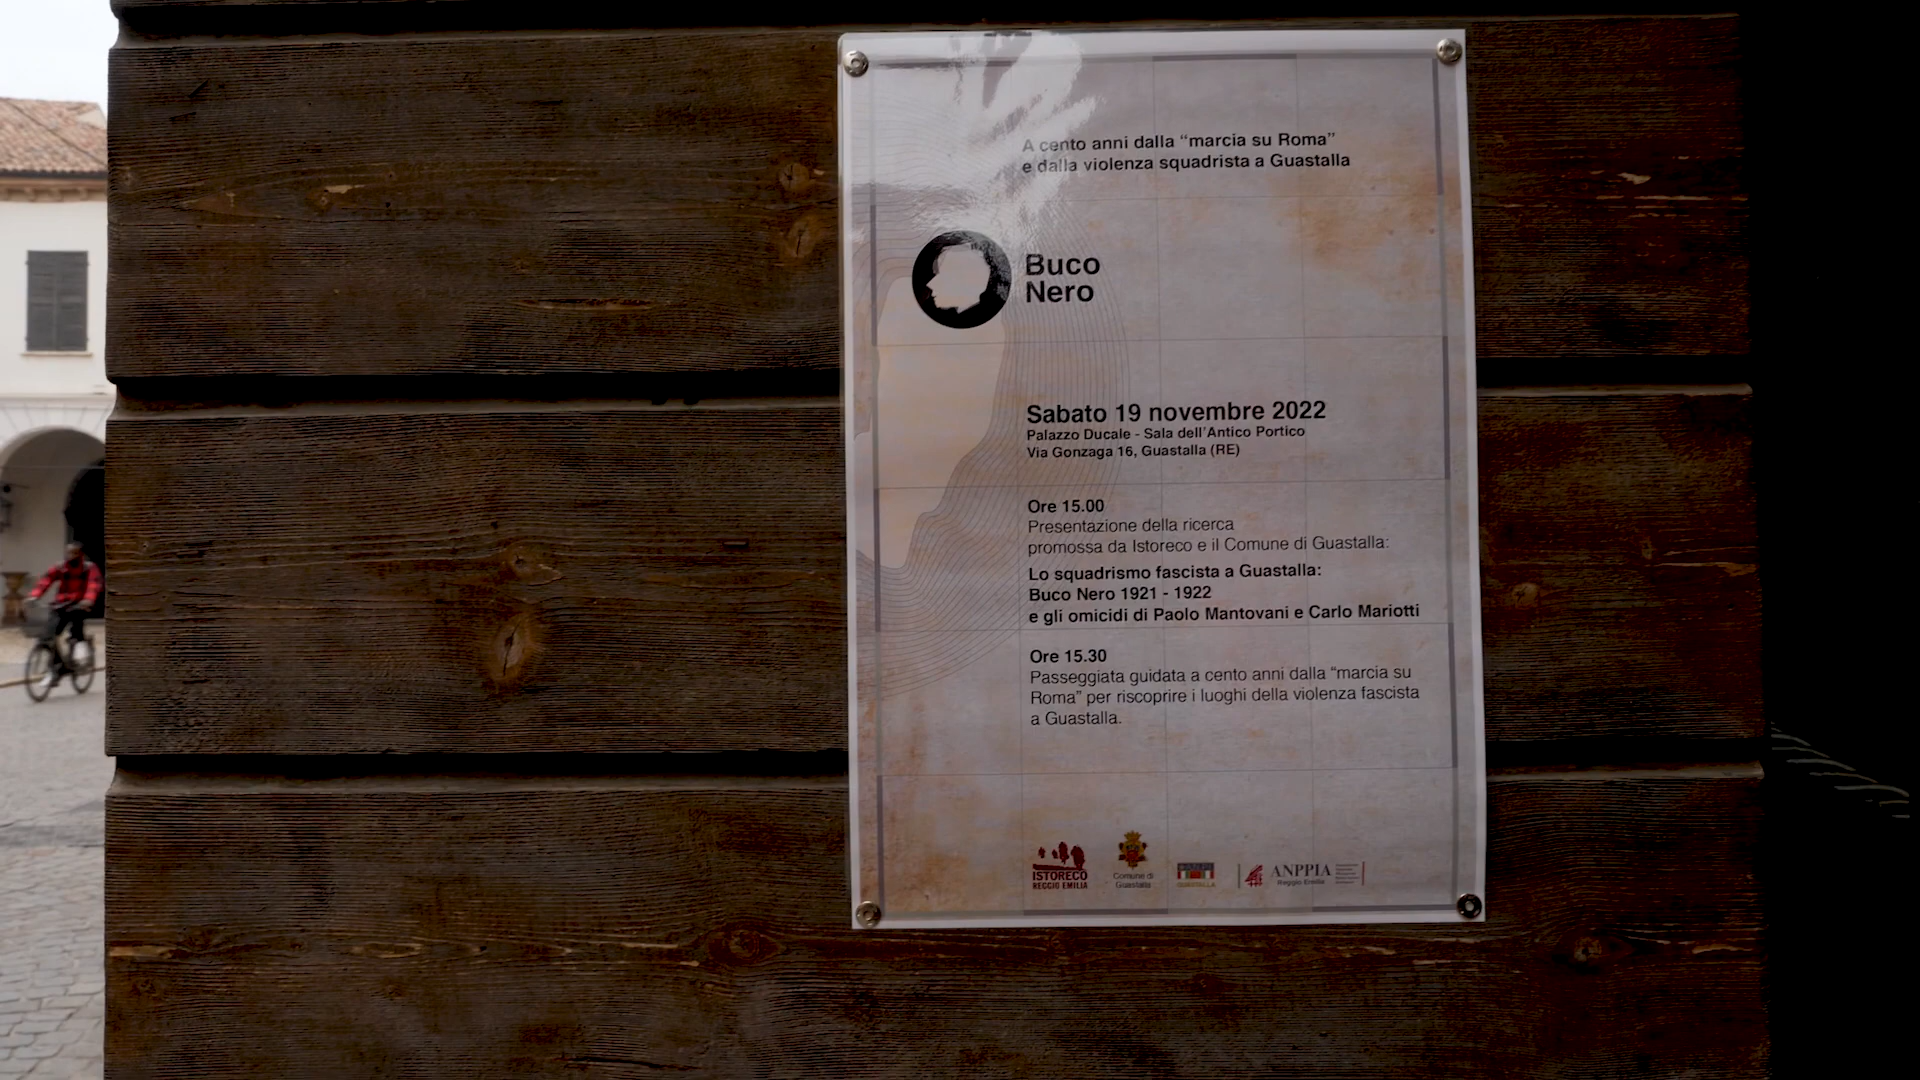 A cento anni dalla “marcia su Roma”
e dalla violenza squadrista a Guastalla
Buco
Nero
Sabato 19 novembre 2022
Palazzo Ducale - Sala dell'Antico Portico
Via Gonzaga 16, Guastalla (RE)
Ore 15.00
Presentazione della ricerca
promossa da Istoreco e il Comune di Guastalla:
Lo squadrismo fascista a Guastalla:
Buco Nero 1921 - 1922
e gli omicidi di Paolo Mantovani e Carlo Mariotti
Ore 15.30
Passeggiata guidata a cento anni dalla “marcia su
Roma” per riscoprire i luoghi della violenza fascista
a Guastalla.
ISTORECO
REGGIO EMILIA
Comune di
Guastalla
GUASTALLA
ANPPIA
Reggio Emilia